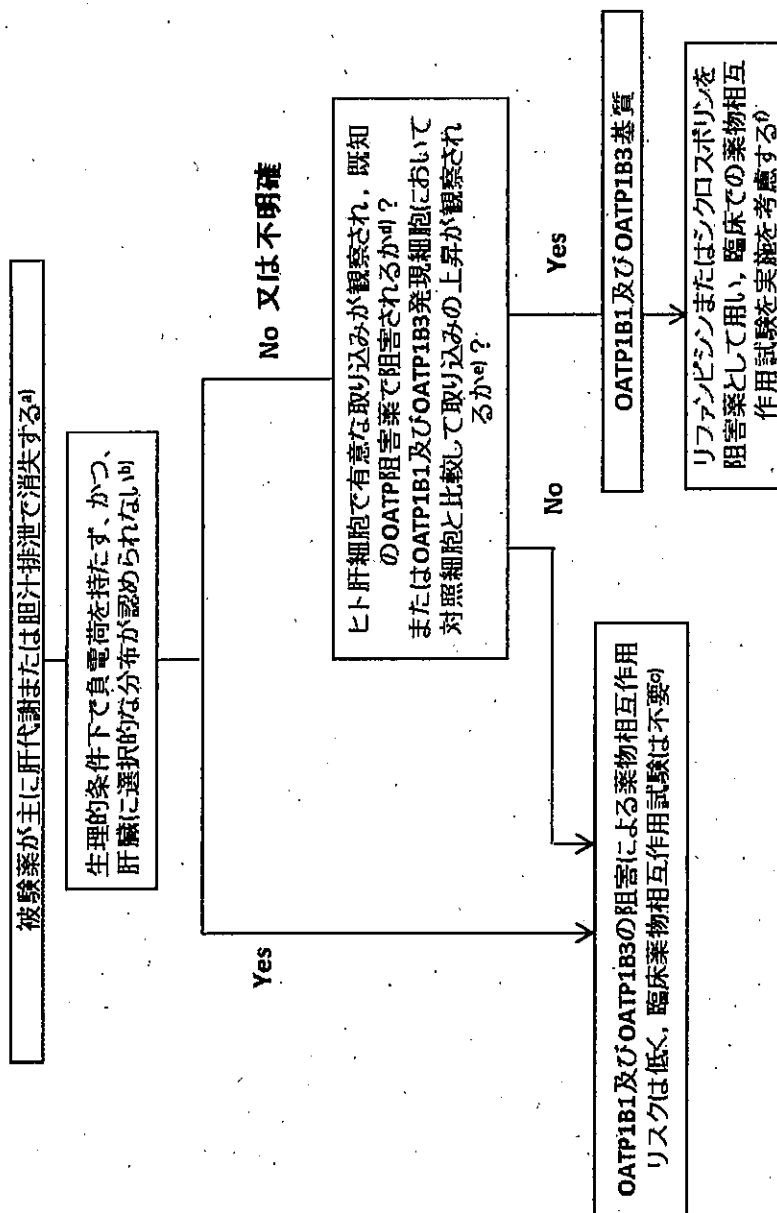 被験薬が主に肝代謝または胆汁排泄で消失するa)
生理的条件下で負電荷を持たず、かつ、
肝臓に選択的な分布が認められないb)
Yes
No 又は不明確
ヒト肝細胞で有意な取り込みが観察され，既知
のOATP阻害薬で阻害されるかd)？
またはOATP1B1及びOATP1B3発現細胞において
対照細胞と比較して取り込みの上昇が観察され
るかe)？
No
Yes
OATP1B1及びOATP1B3の阻害による薬物相互作用
リスクは低く，臨床薬物相互作用試験は不要c)
OATP1B1及びOATP1B3基質
リファンピシンまたはシクロスポリンを
阻害薬として用い，臨床での薬物相互
作用試験を実施を考慮するf)